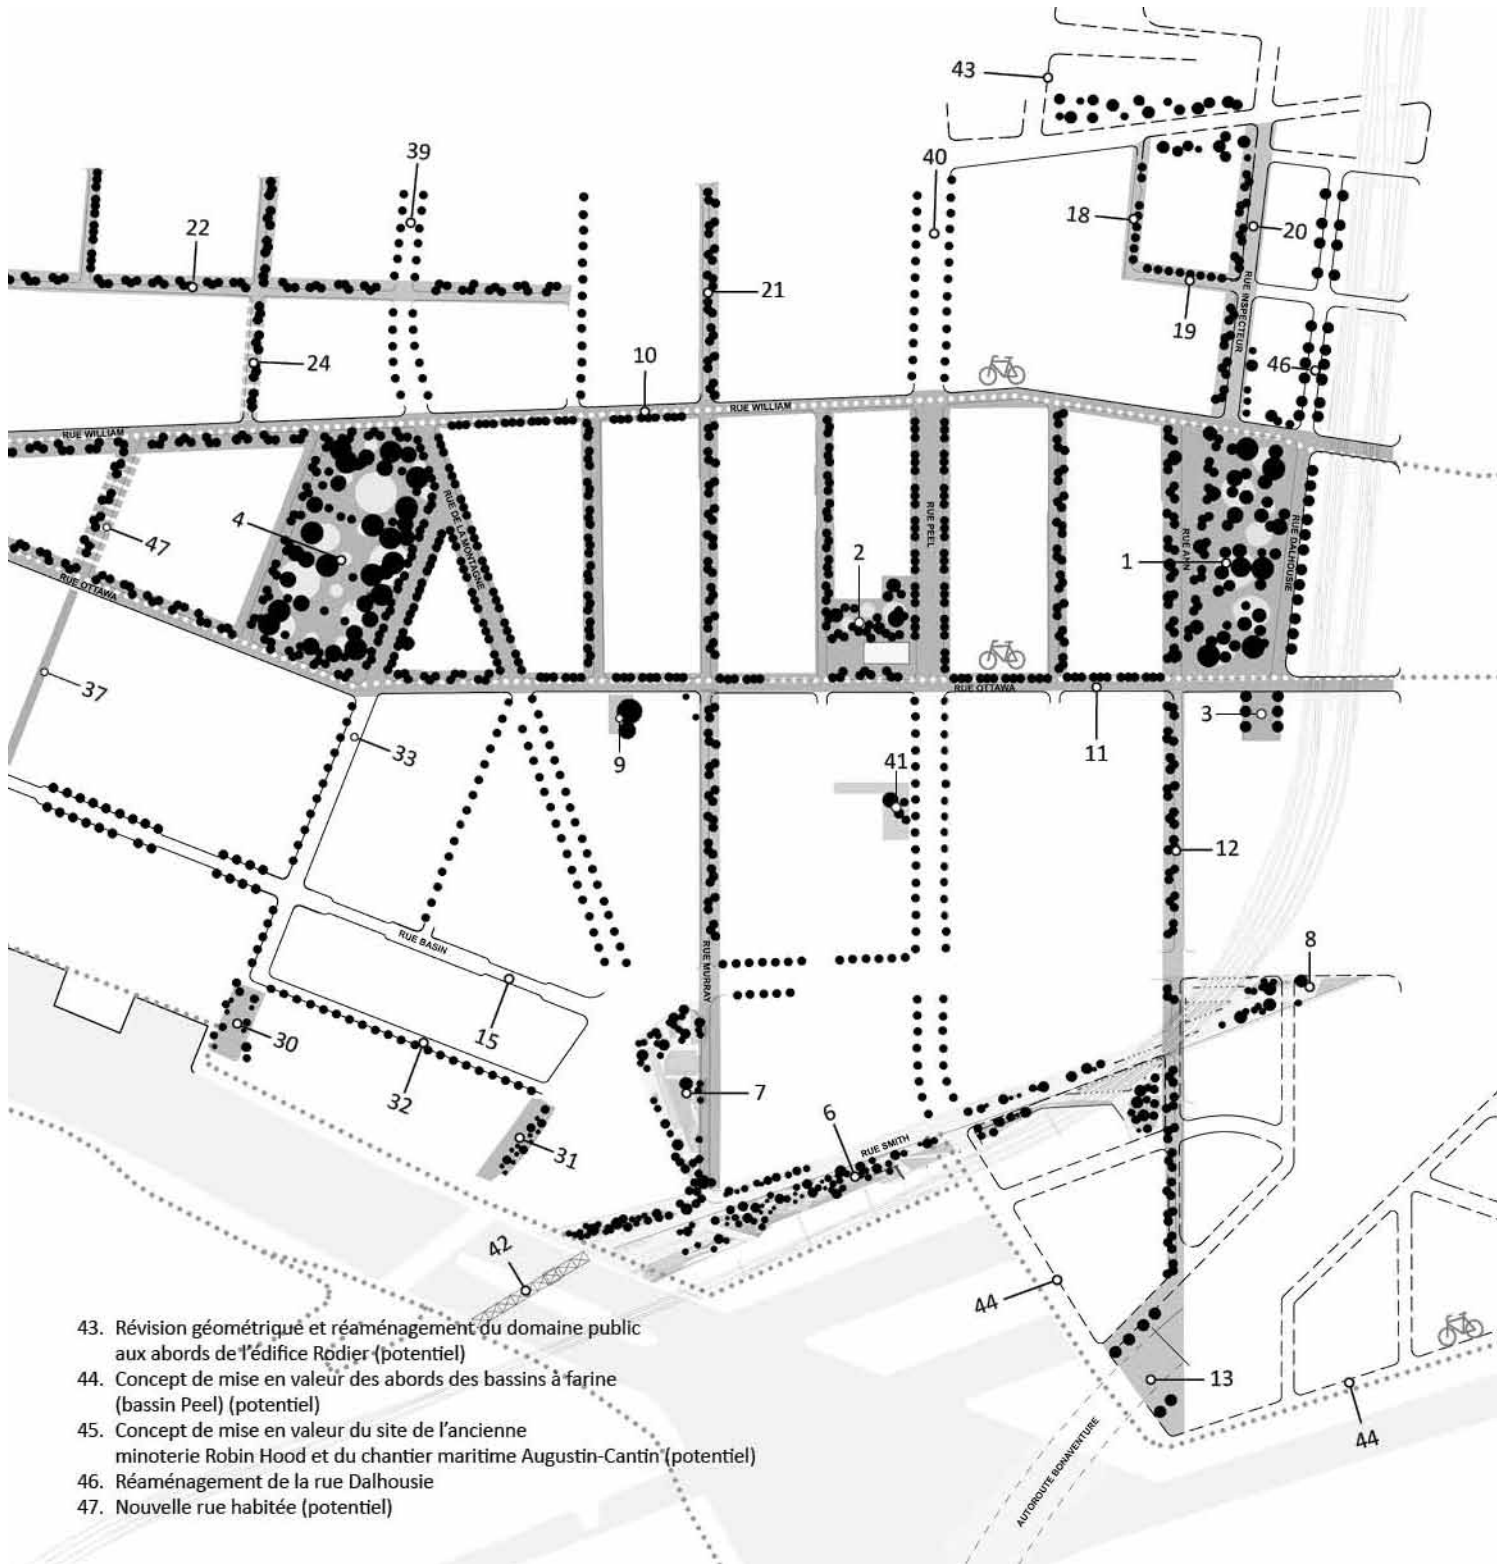 43
39
40
22
18
20
21
RUE INSPECTEUR
19
10
24
46
RUE WILLIAM
RUE WILLIAM
4
RUE DE LA MONTAGNE
RUE PEEL
47
2
1
RUE ANN
RUE DALHOUSIE
RUE OTTAWA
37
RUE OTTAWA
3
33
9
41
11
12
RUE BASIN
RUE MURRAY
8
15
30
32
7
6
31
RUE SMITH
42
44
43. Révision géométrique et réaménagement du domaine public
aux abords de l'édifice Rodier (potentiel)
44. Concept de mise en valeur des abords des bassins à farine
(bassin Peel) (potentiel)
45. Concept de mise en valeur du site de l'ancienne
minoterie Robin Hood et du chantier maritime Augustin-Cantin (potentiel)
46. Réaménagement de la rue Dalhousie
47. Nouvelle rue habitée (potentiel)
13
44
AUTOROUTE BONAVENTURE